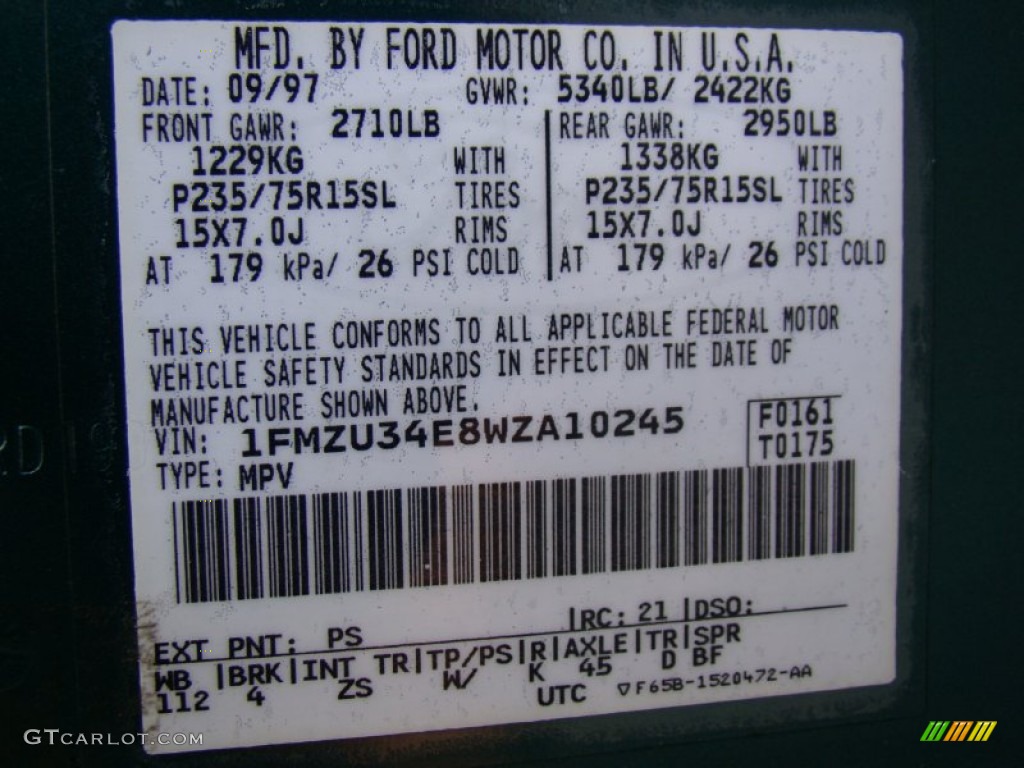 MFD. BY FORD MOTOR CO. IN U.S.A.
DATE: 09/97 GVWR: 5340LB/ 2422KG
FRONT GAWR: 2710LB REAR GAWR: 2950LB
1229KG WITH 1338KG WITH
P235/75R15SL TIRES P235/75R15SL TIRES
15X7.0J RIMS 15X7.0J RIMS
AT 179 kPa/ 26 PSI COLD AT 179 kPa/ 26 PSI COLD
THIS VEHICLE CONFORMS TO ALL APPLICABLE FEDERAL MOTOR
VEHICLE SAFETY STANDARDS IN EFFECT ON THE DATE OF
MANUFACTURE SHOWN ABOVE.
VIN: 1FMZU34E8WZA10245 F0161
TYPE: MPV T0175
EXT PNT: PS |RC: 21 |DSO:
WB |BRK|INT TR|TP/PS|R|AXLE|TR|SPR
112 4 ZS W/ K 45 D BF
UTC ▽F65B-1520472-AA
GTCARLOT.COM